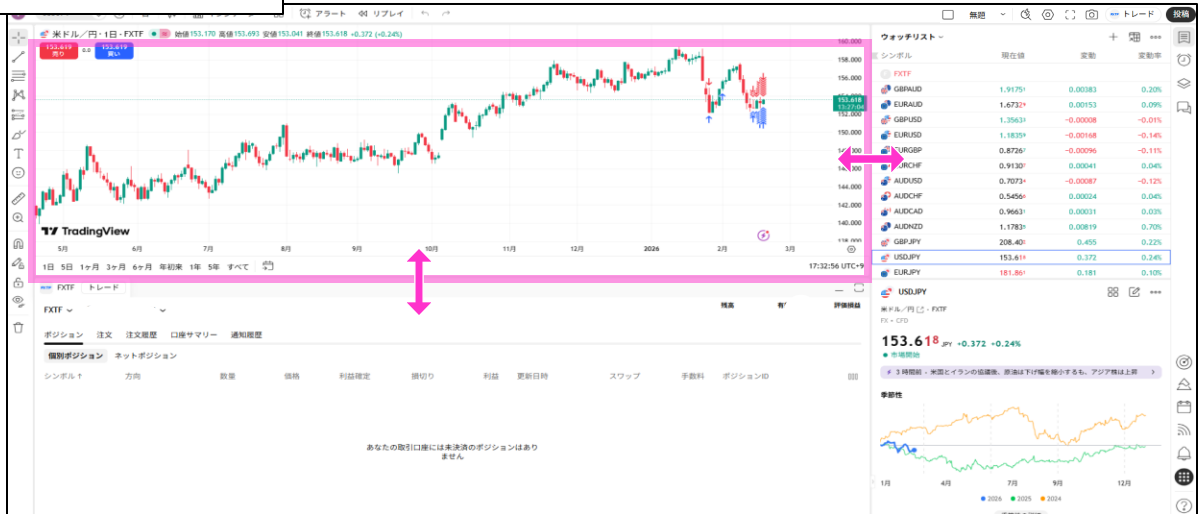 アラート リプレイ 無題 トレード 投稿
米ドル／円・1日・FXTF 始値153.170 高値153.693 安値153.041 終値153.618 +0.372 (+0.24%)
153.619 売り 0.0 153.619 買い
160.000
158.000
156.000
153.618
13:27:04
152.000
150.000
146.000
144.000
142.000
140.000
138.000
TradingView
5月 6月 7月 8月 9月 10月 11月 12月 2026 2月 3月
1日 5日 1ヶ月 3ヶ月 6ヶ月 年初来 1年 5年 すべて 17:32:56 UTC+9
FXTF トレード
FXTF
残高 評価損益
ポジション 注文 注文履歴 口座サマリー 通知履歴
個別ポジション ネットポジション
シンボル↑ 方向 数量 価格 利益確定 損切り 利益 更新日時 スワップ 手数料 ポジションID
あなたの取引口座には未決済のポジションはあり
ません
ウォッチリスト
シンボル 現在値 変動 変動率
FXTF
GBPAUD 1.9175 0.00383 0.20%
EURAUD 1.6732 0.00153 0.09%
GBPUSD 1.3563 −0.00008 −0.01%
EURUSD 1.1835 −0.00168 −0.14%
EURGBP 0.8726 −0.00096 −0.11%
EURCHF 0.9130 0.00041 0.04%
AUDUSD 0.7073 −0.00087 −0.12%
AUDCHF 0.5456 0.00024 0.04%
AUDCAD 0.9663 0.00031 0.03%
AUDNZD 1.1783 0.00819 0.70%
GBPJPY 208.40 0.455 0.22%
USDJPY 153.618 0.372 0.24%
EURJPY 181.86 0.181 0.10%
USDJPY
米ドル／円・FXTF
FX・CFD
153.618 JPY +0.372 +0.24%
市場開始
3 時間前・米国とイランの協議後、原油は下げ幅を縮小するも、アジア株は上昇
季節性
1月 4月 7月 9月 12月
2026 2025 2024